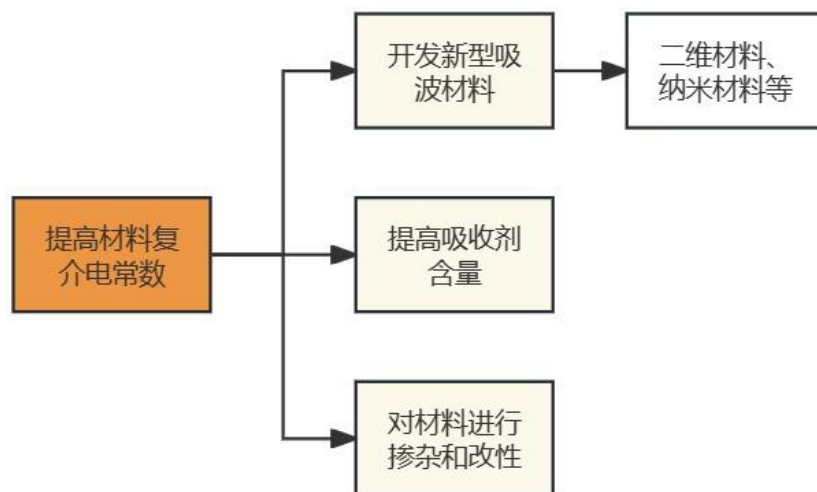 开发新型吸
波材料
二维材料、
纳米材料等
提高材料复
介电常数
提高吸收剂
含量
对材料进行
掺杂和改性